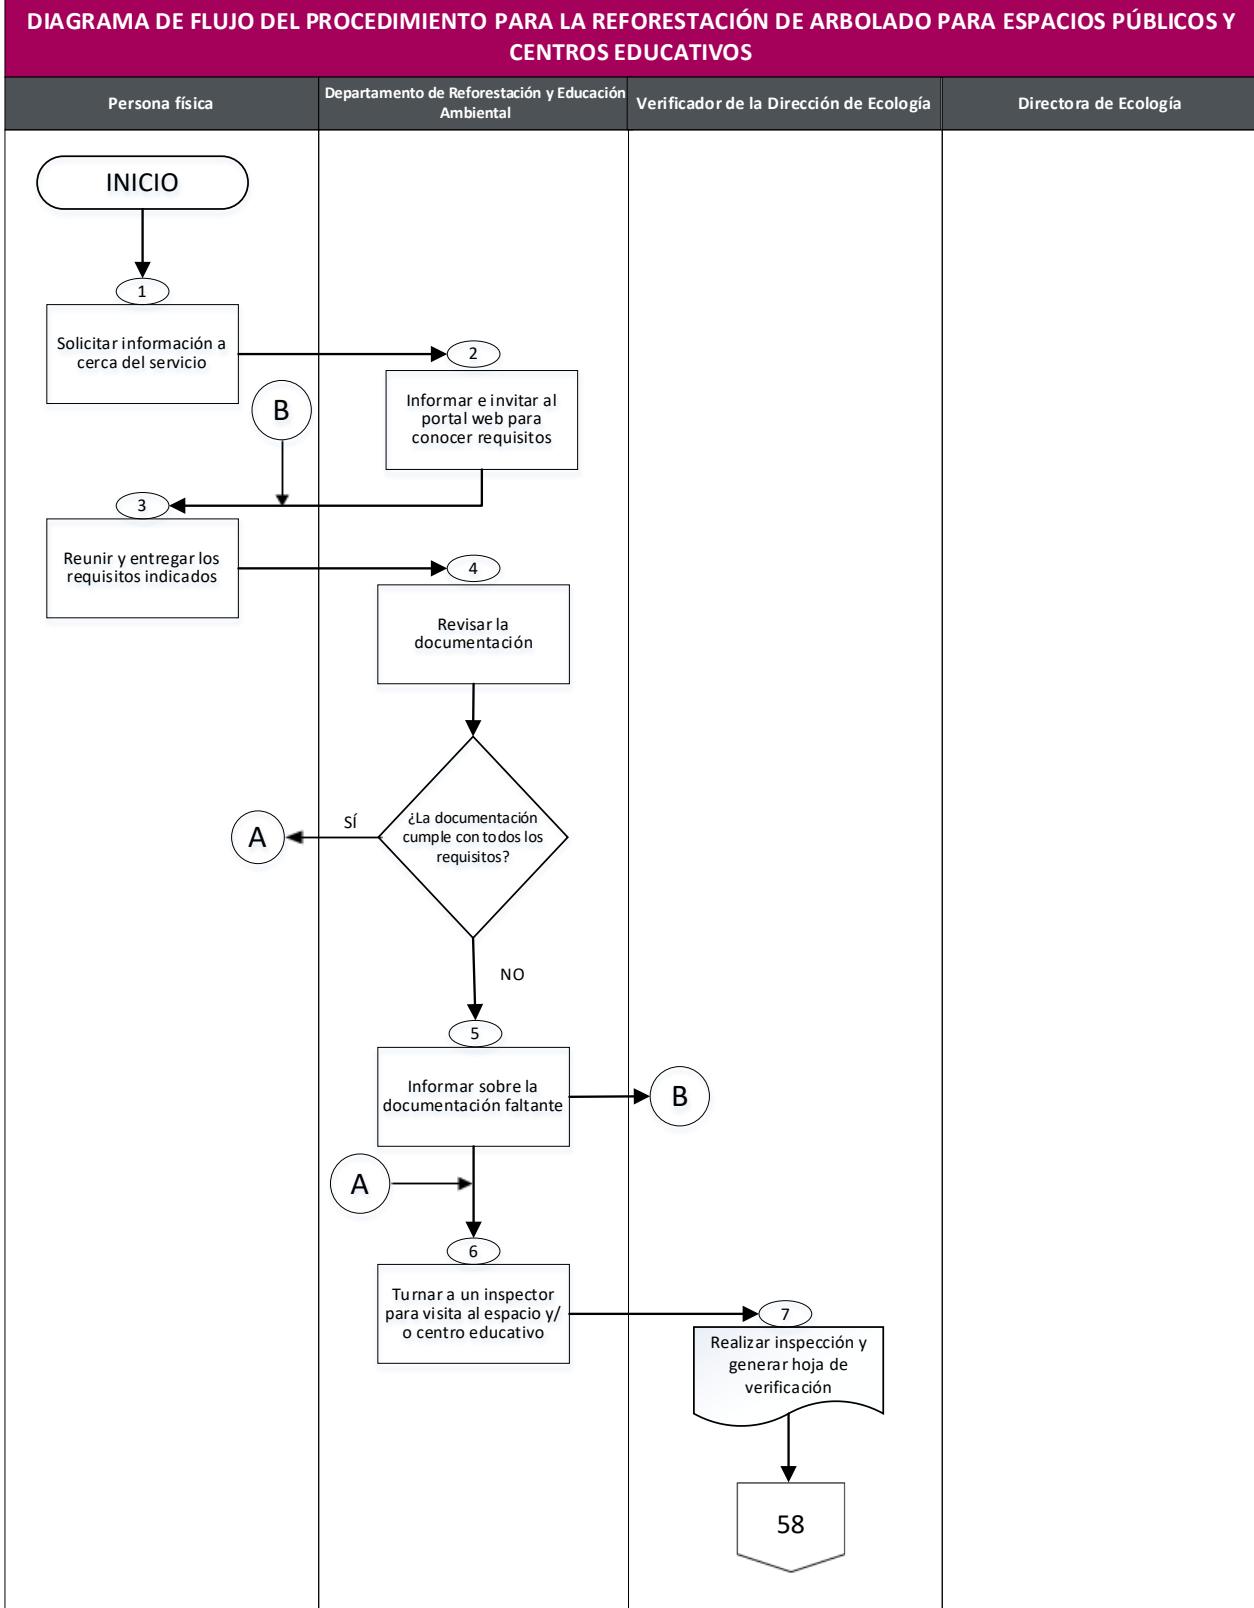 DIAGRAMA DE FLUJO DEL PROCEDIMIENTO PARA LA REFORESTACIÓN DE ARBOLADO PARA ESPACIOS PÚBLICOS Y
CENTROS EDUCATIVOS
Persona física
Departamento de Reforestación y Educación
Ambiental
Verificador de la Dirección de Ecología
Directora de Ecología
INICIO
1
Solicitar información a
cerca del servicio
2
Informar e invitar al
portal web para
conocer requisitos
B
3
Reunir y entregar los
requisitos indicados
4
Revisar la
documentación
¿La documentación
cumple con todos los
requisitos?
SÍ
A
NO
5
Informar sobre la
documentación faltante
B
A
6
Turnar a un inspector
para visita al espacio y/
o centro educativo
7
Realizar inspección y
generar hoja de
verificación
58